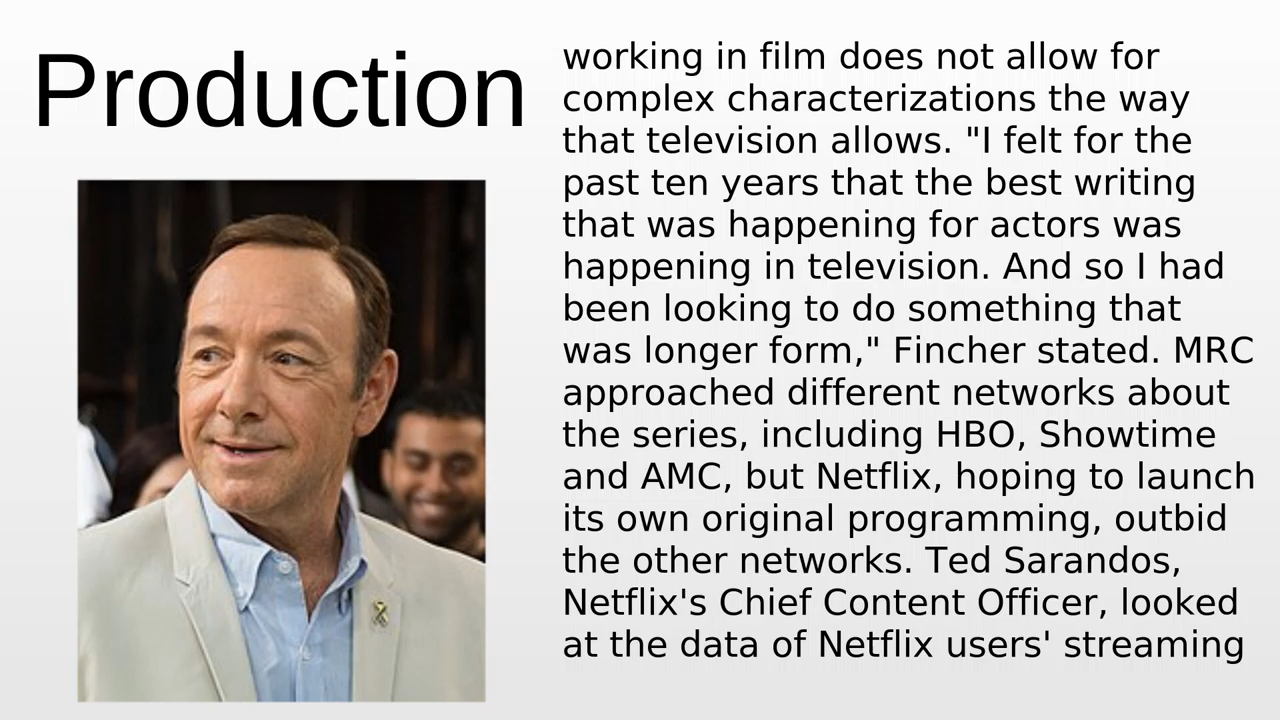 Production
working in film does not allow for
complex characterizations the way
that television allows. "I felt for the
past ten years that the best writing
that was happening for actors was
happening in television. And so I had
been looking to do something that
was longer form," Fincher stated. MRC
approached different networks about
the series, including HBO, Showtime
and AMC, but Netflix, hoping to launch
its own original programming, outbid
the other networks. Ted Sarandos,
Netflix's Chief Content Officer, looked
at the data of Netflix users' streaming